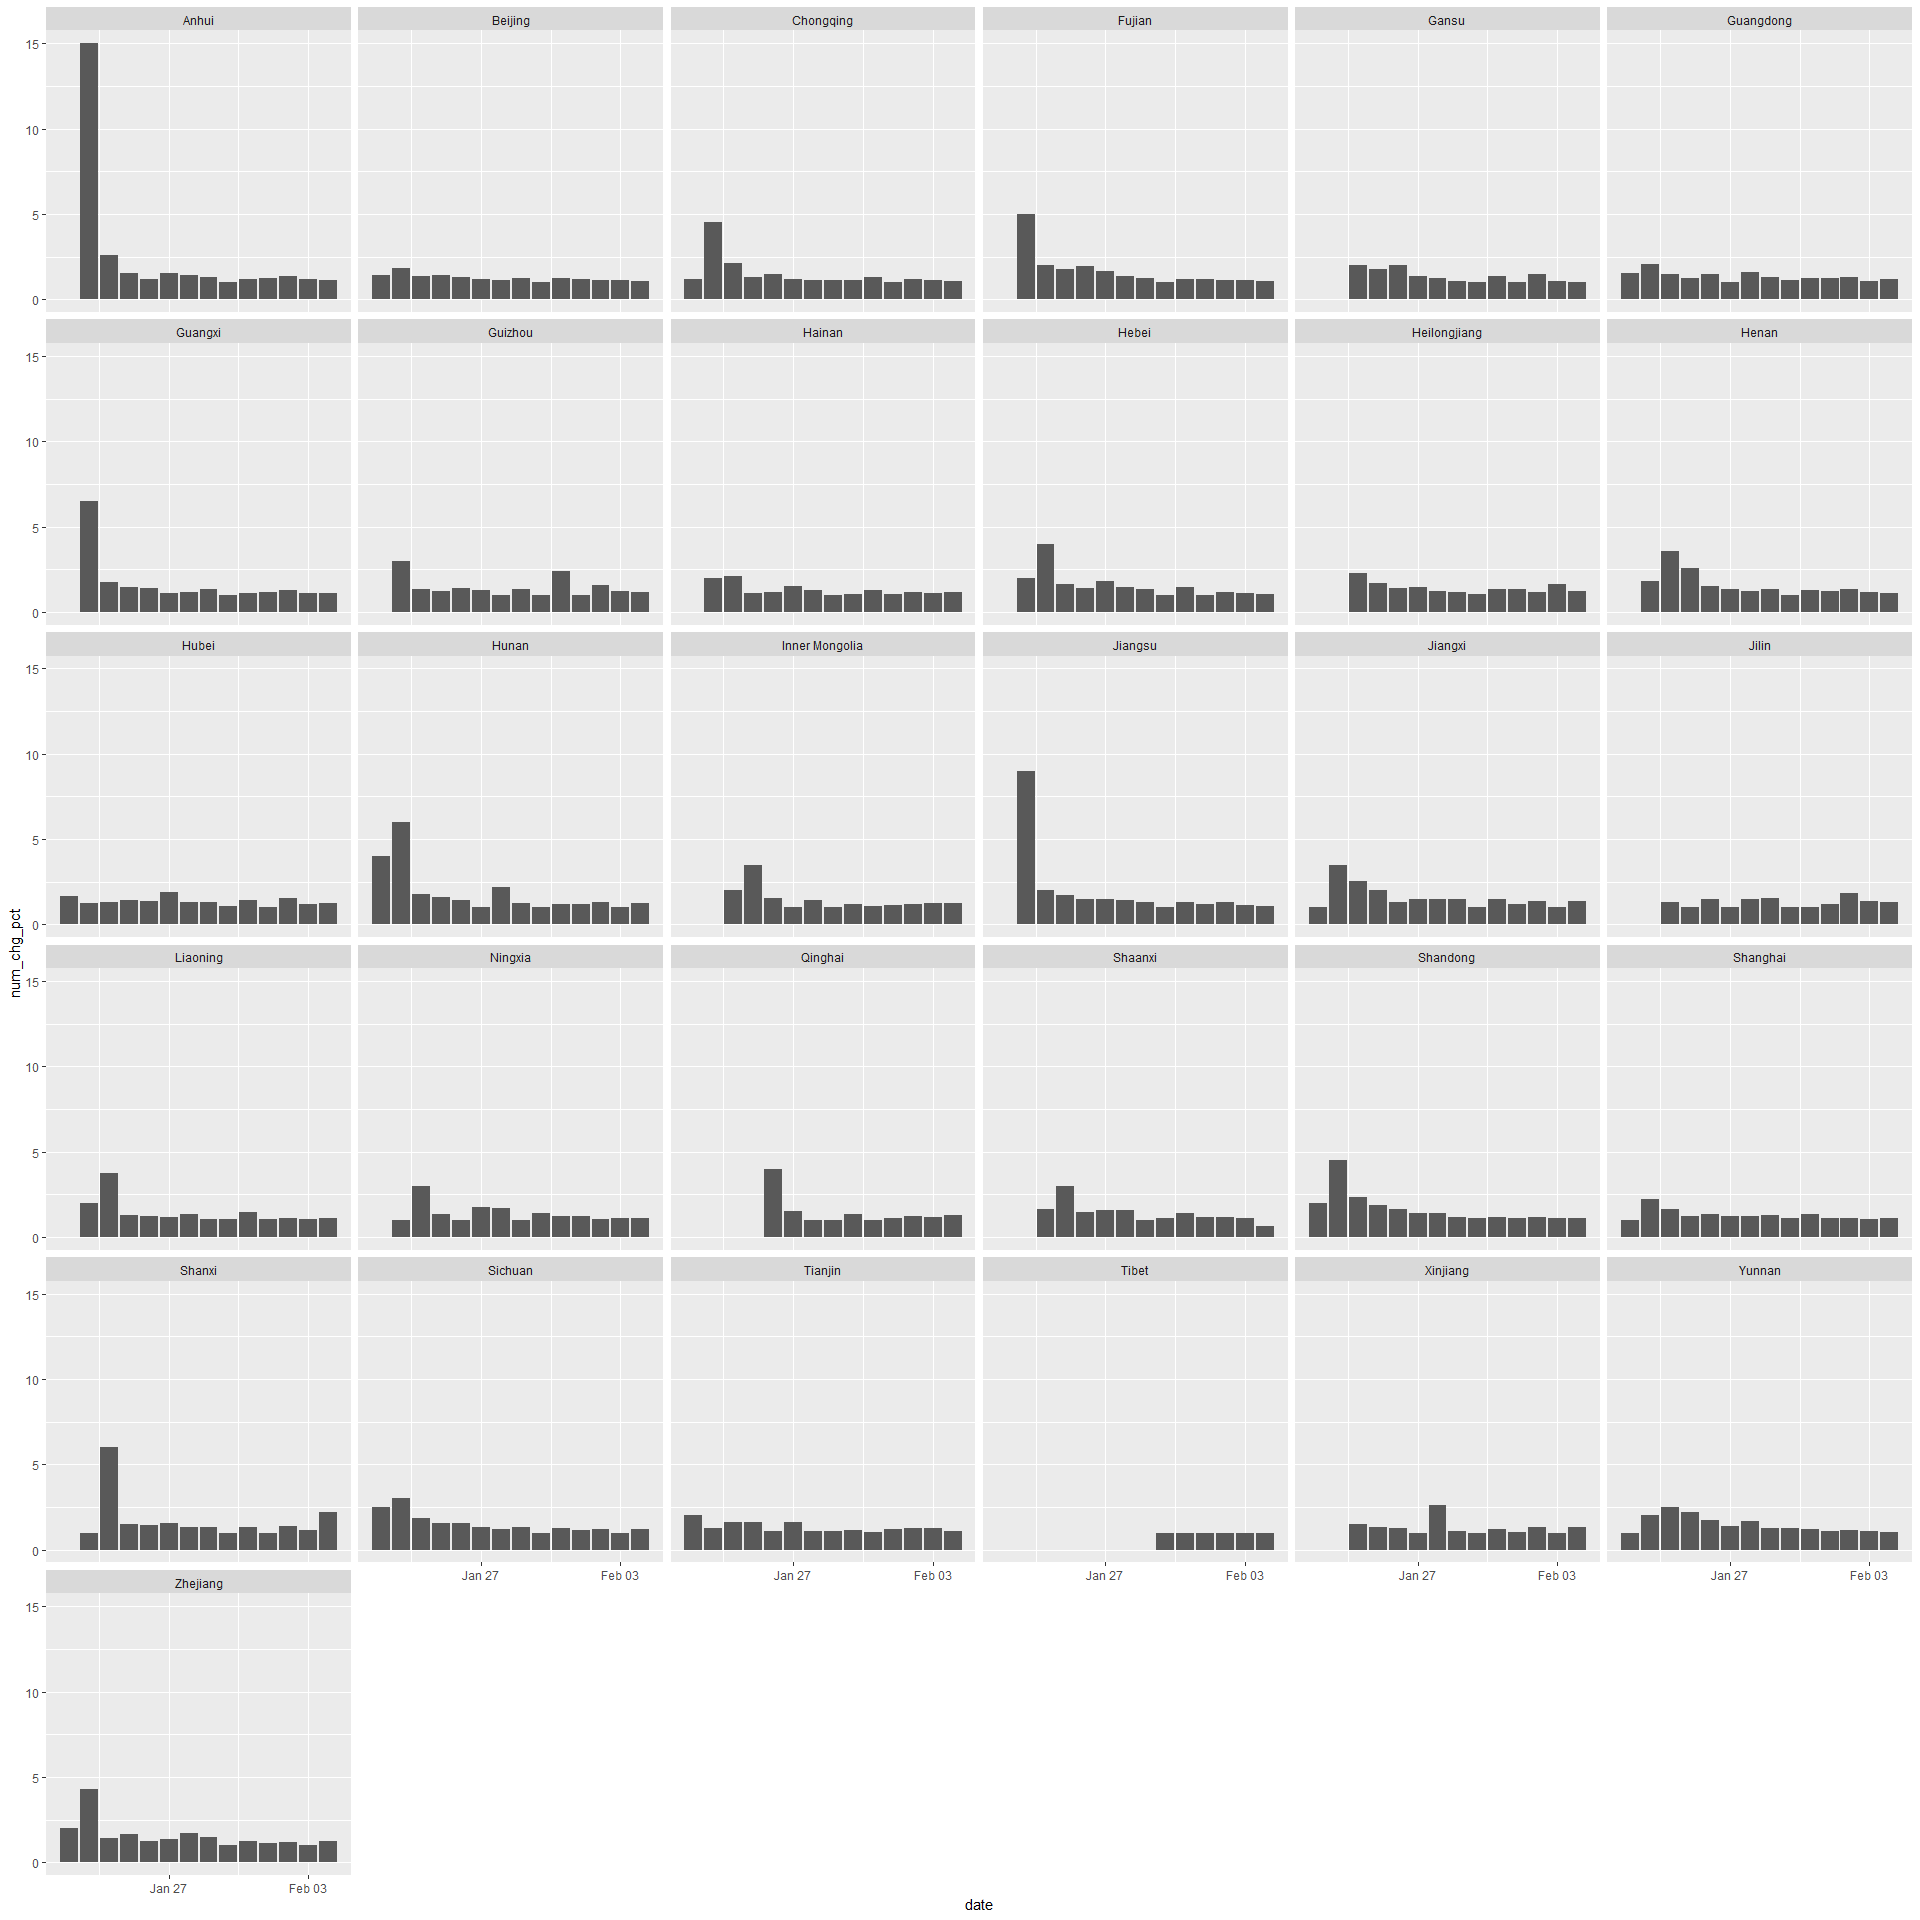 Anhui Beijing Chongqing Fujian Gansu Guangdong
15
10
5
0
Guangxi Guizhou Hainan Hebei Heilongjiang Henan
15
10
5
0
Hubei Hunan Inner Mongolia Jiangsu Jiangxi Jilin
15
10
5
0
num_chg_pct
Liaoning Ningxia Qinghai Shaanxi Shandong Shanghai
15
10
5
0
Shanxi Sichuan Tianjin Tibet Xinjiang Yunnan
15
10
5
0
Jan 27 Feb 03 Jan 27 Feb 03 Jan 27 Feb 03 Jan 27 Feb 03 Jan 27 Feb 03
Zhejiang
15
10
5
0
Jan 27 Feb 03
date